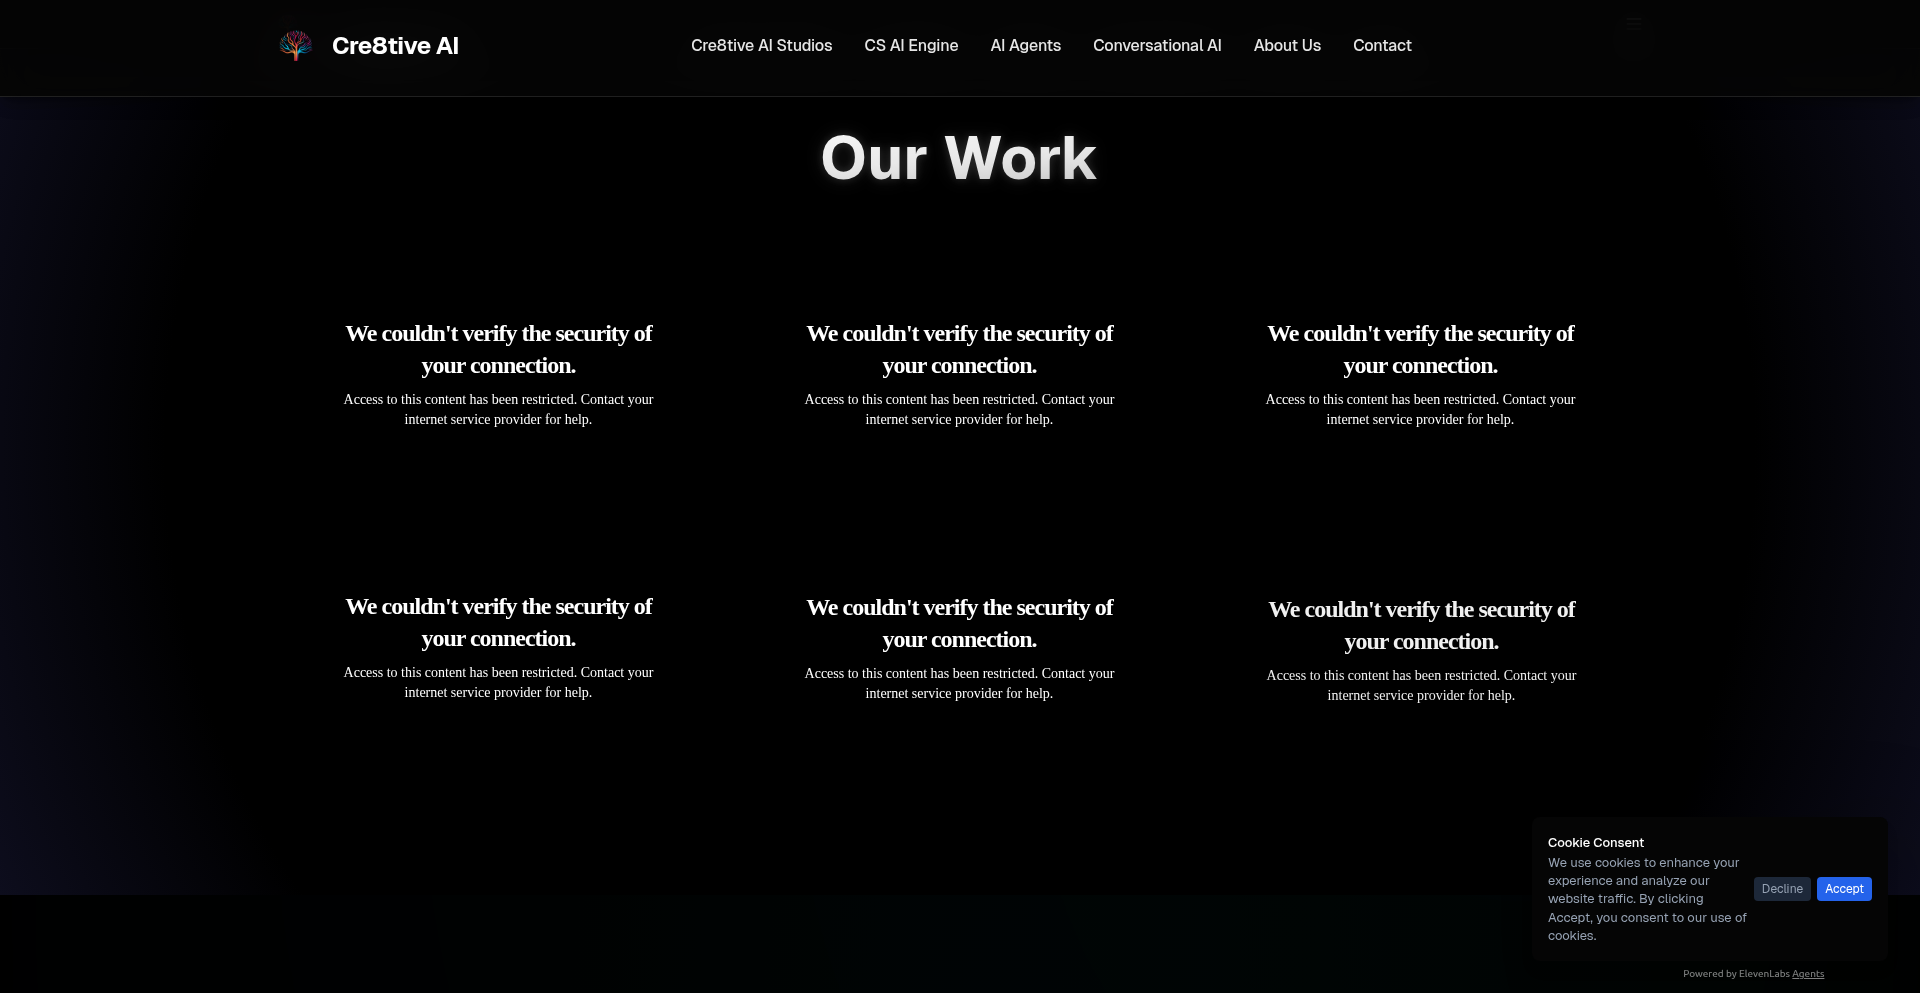 Cre8tive AI
Cre8tive AI Studios
CS AI Engine
AI Agents
Conversational AI
About Us
Contact
Our Work
We couldn't verify the security of
your connection.
Access to this content has been restricted. Contact your
internet service provider for help.
We couldn't verify the security of
your connection.
Access to this content has been restricted. Contact your
internet service provider for help.
We couldn't verify the security of
your connection.
Access to this content has been restricted. Contact your
internet service provider for help.
We couldn't verify the security of
your connection.
Access to this content has been restricted. Contact your
internet service provider for help.
We couldn't verify the security of
your connection.
Access to this content has been restricted. Contact your
internet service provider for help.
We couldn't verify the security of
your connection.
Access to this content has been restricted. Contact your
internet service provider for help.
Cookie Consent
We use cookies to enhance your
experience and analyze our
website traffic. By clicking
Accept, you consent to our use of
cookies.
Decline
Accept
Powered by ElevenLabs Agents